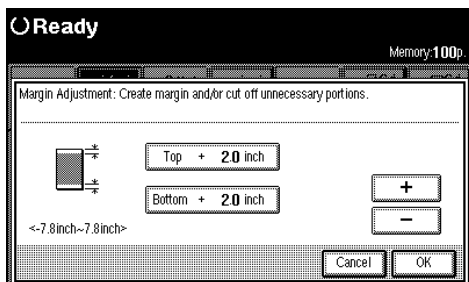 Ready
Memory:100p.
Margin Adjustment: Create margin and/or cut off unnecessary portions.
Top + 2.0 inch
Bottom + 2.0 inch
+
−
<-7.8inch~7.8inch>
Cancel OK